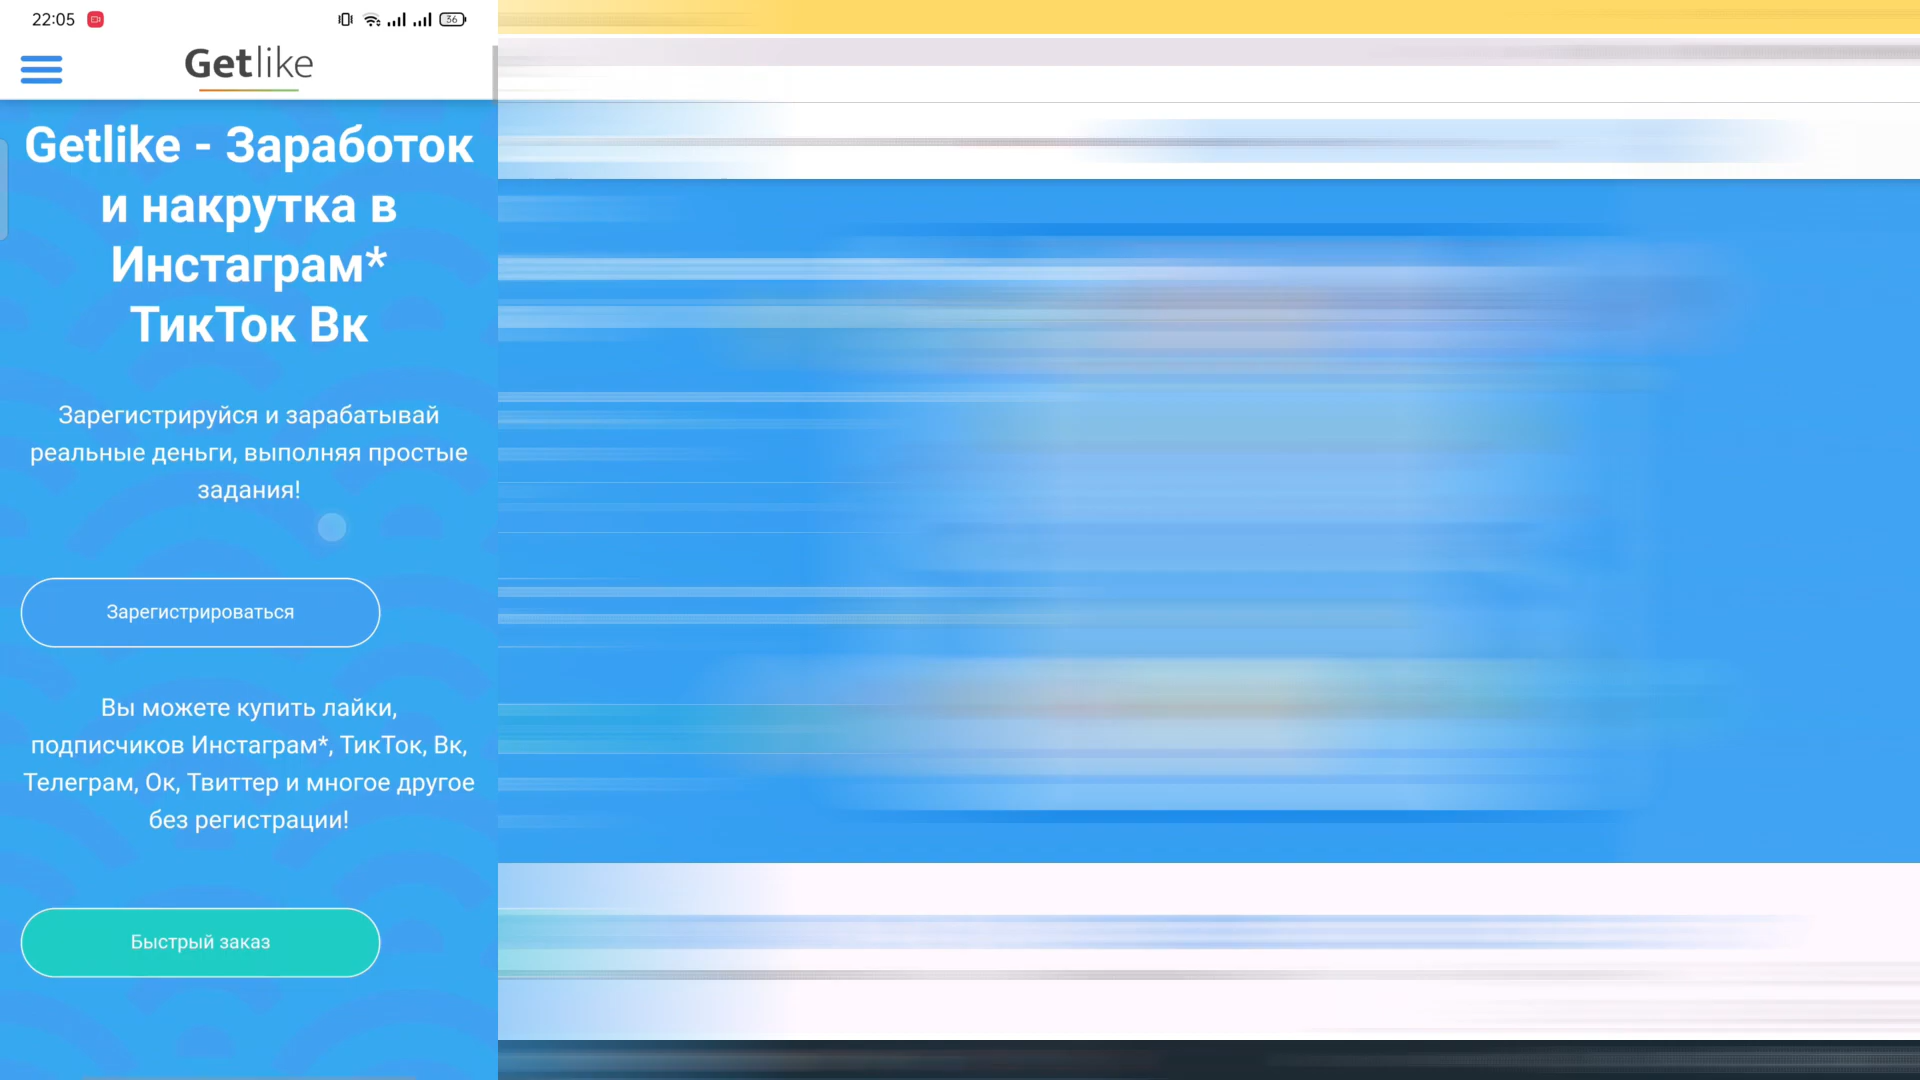 22:05
36
Getlike
Getlike - Заработок
и накрутка в
Инстаграм*
ТикТок Вк
Зарегистрируйся и зарабатывай
реальные деньги, выполняя простые
задания!
Зарегистрироваться
Вы можете купить лайки,
подписчиков Инстаграм*, ТикТок, Вк,
Телеграм, Ок, Твиттер и многое другое
без регистрации!
Быстрый заказ